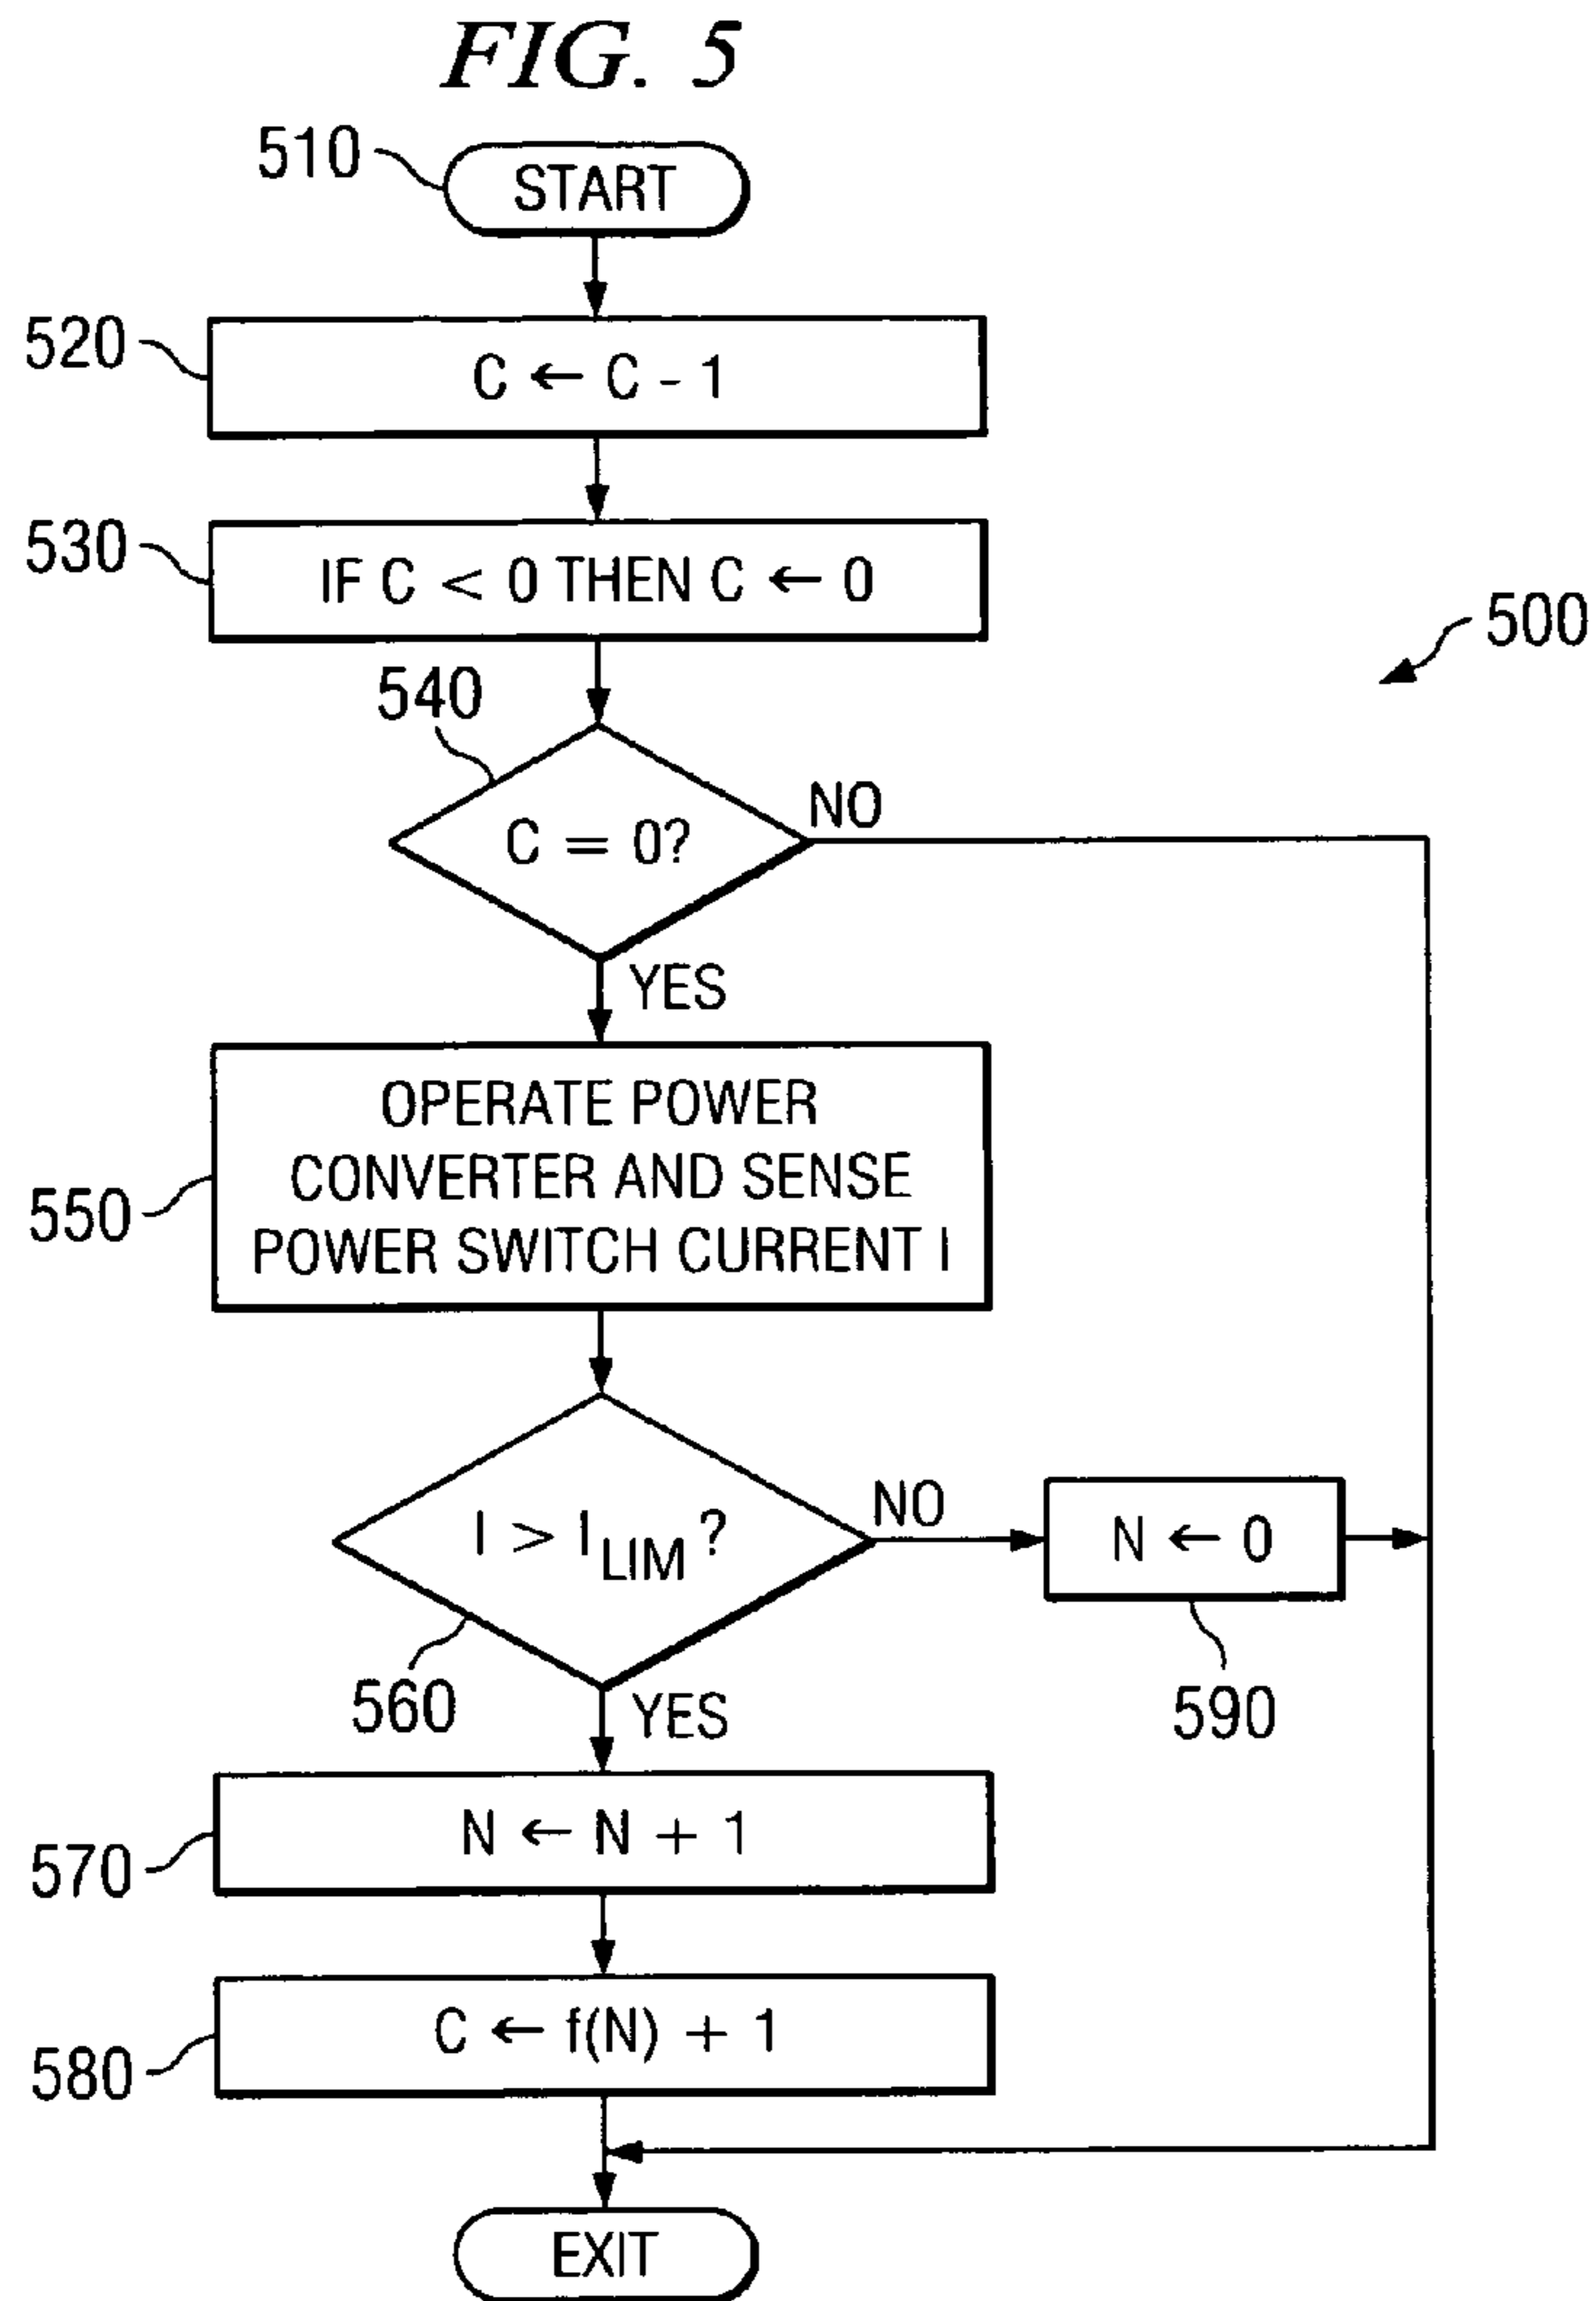 FIG. 5
510
START
520
C ← C - 1
530
IF C < 0 THEN C ← 0
500
540
C = 0?
NO
YES
550
OPERATE POWER
CONVERTER AND SENSE
POWER SWITCH CURRENT I
I > I LIM ?
NO
N ← 0
560
YES
590
570
N ← N + 1
580
C ← f(N) + 1
EXIT